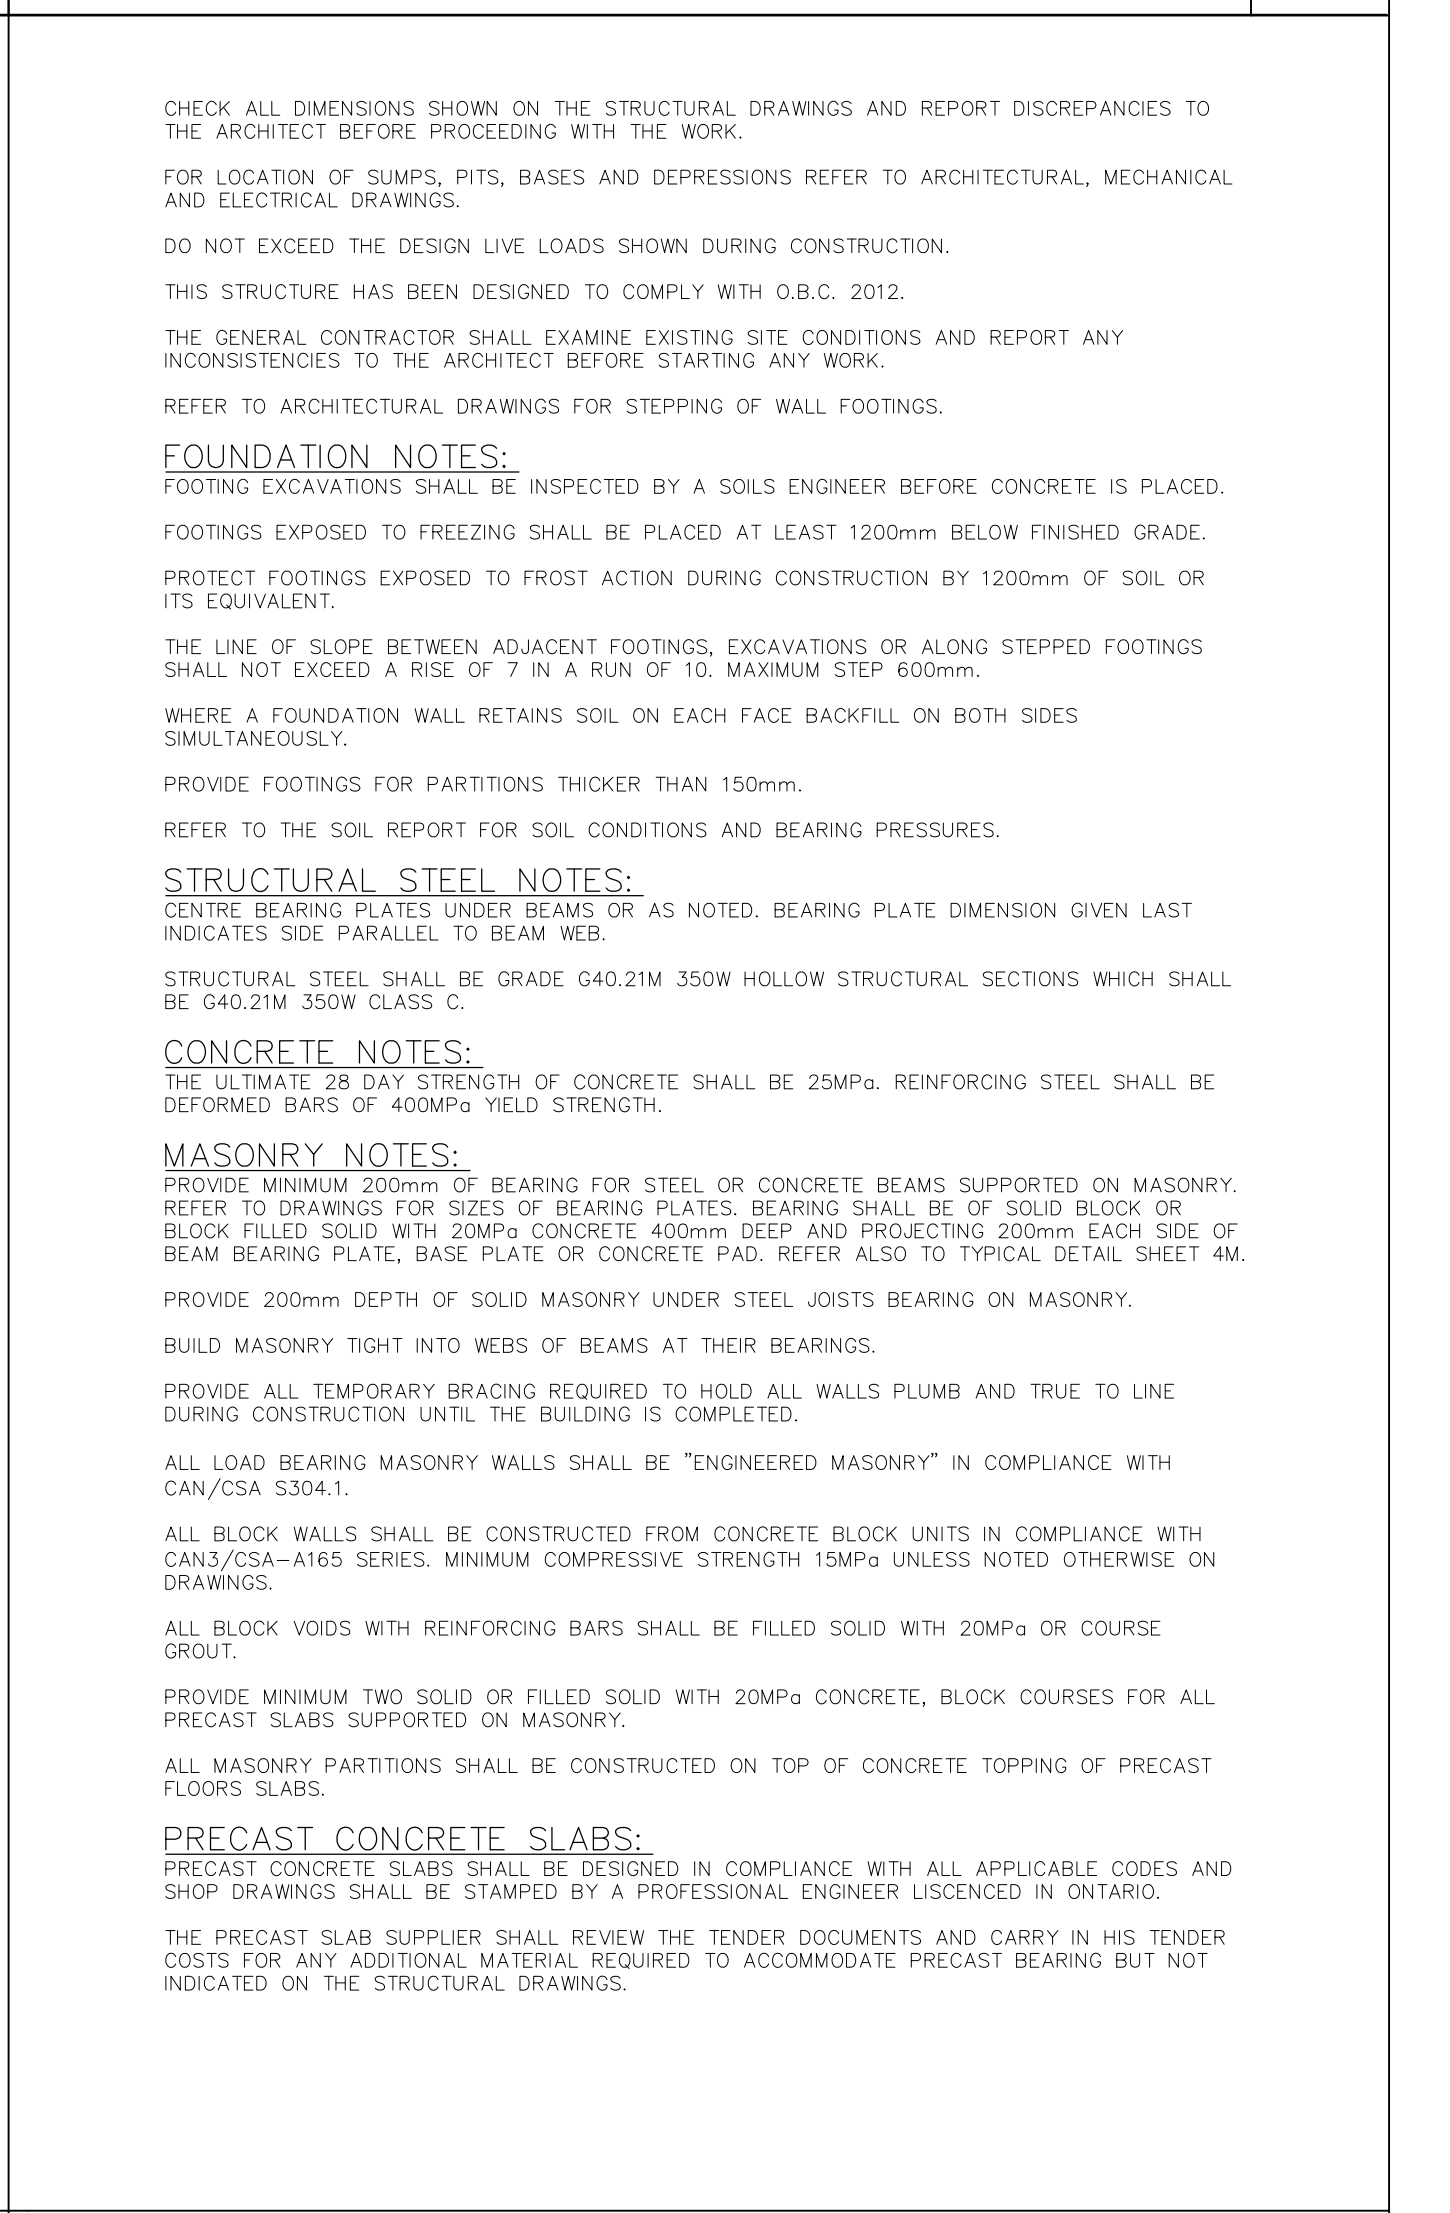 CHECK ALL DIMENSIONS SHOWN ON THE STRUCTURAL DRAWINGS AND REPORT DISCREPANCIES TO
THE ARCHITECT BEFORE PROCEEDING WITH THE WORK.
FOR LOCATION OF SUMPS, PITS, BASES AND DEPRESSIONS REFER TO ARCHITECTURAL, MECHANICAL
AND ELECTRICAL DRAWINGS.
DO NOT EXCEED THE DESIGN LIVE LOADS SHOWN DURING CONSTRUCTION.
THIS STRUCTURE HAS BEEN DESIGNED TO COMPLY WITH O.B.C. 2012.
THE GENERAL CONTRACTOR SHALL EXAMINE EXISTING SITE CONDITIONS AND REPORT ANY
INCONSISTENCIES TO THE ARCHITECT BEFORE STARTING ANY WORK.
REFER TO ARCHITECTURAL DRAWINGS FOR STEPPING OF WALL FOOTINGS.
FOUNDATION NOTES:
FOOTING EXCAVATIONS SHALL BE INSPECTED BY A SOILS ENGINEER BEFORE CONCRETE IS PLACED.
FOOTINGS EXPOSED TO FREEZING SHALL BE PLACED AT LEAST 1200mm BELOW FINISHED GRADE.
PROTECT FOOTINGS EXPOSED TO FROST ACTION DURING CONSTRUCTION BY 1200mm OF SOIL OR
ITS EQUIVALENT.
THE LINE OF SLOPE BETWEEN ADJACENT FOOTINGS, EXCAVATIONS OR ALONG STEPPED FOOTINGS
SHALL NOT EXCEED A RISE OF 7 IN A RUN OF 10. MAXIMUM STEP 600mm.
WHERE A FOUNDATION WALL RETAINS SOIL ON EACH FACE BACKFILL ON BOTH SIDES
SIMULTANEOUSLY.
PROVIDE FOOTINGS FOR PARTITIONS THICKER THAN 150mm.
REFER TO THE SOIL REPORT FOR SOIL CONDITIONS AND BEARING PRESSURES.
STRUCTURAL STEEL NOTES:
CENTRE BEARING PLATES UNDER BEAMS OR AS NOTED. BEARING PLATE DIMENSION GIVEN LAST
INDICATES SIDE PARALLEL TO BEAM WEB.
STRUCTURAL STEEL SHALL BE GRADE G40.21M 350W HOLLOW STRUCTURAL SECTIONS WHICH SHALL
BE G40.21M 350W CLASS C.
CONCRETE NOTES:
THE ULTIMATE 28 DAY STRENGTH OF CONCRETE SHALL BE 25MPa. REINFORCING STEEL SHALL BE
DEFORMED BARS OF 400MPa YIELD STRENGTH.
MASONRY NOTES:
PROVIDE MINIMUM 200mm OF BEARING FOR STEEL OR CONCRETE BEAMS SUPPORTED ON MASONRY.
REFER TO DRAWINGS FOR SIZES OF BEARING PLATES. BEARING SHALL BE OF SOLID BLOCK OR
BLOCK FILLED SOLID WITH 20MPa CONCRETE 400mm DEEP AND PROJECTING 200mm EACH SIDE OF
BEAM BEARING PLATE, BASE PLATE OR CONCRETE PAD. REFER ALSO TO TYPICAL DETAIL SHEET 4M.
PROVIDE 200mm DEPTH OF SOLID MASONRY UNDER STEEL JOISTS BEARING ON MASONRY.
BUILD MASONRY TIGHT INTO WEBS OF BEAMS AT THEIR BEARINGS.
PROVIDE ALL TEMPORARY BRACING REQUIRED TO HOLD ALL WALLS PLUMB AND TRUE TO LINE
DURING CONSTRUCTION UNTIL THE BUILDING IS COMPLETED.
ALL LOAD BEARING MASONRY WALLS SHALL BE "ENGINEERED MASONRY" IN COMPLIANCE WITH
CAN/CSA S304.1.
ALL BLOCK WALLS SHALL BE CONSTRUCTED FROM CONCRETE BLOCK UNITS IN COMPLIANCE WITH
CAN3/CSA-A165 SERIES. MINIMUM COMPRESSIVE STRENGTH 15MPa UNLESS NOTED OTHERWISE ON
DRAWINGS.
ALL BLOCK VOIDS WITH REINFORCING BARS SHALL BE FILLED SOLID WITH 20MPa OR COURSE
GROUT.
PROVIDE MINIMUM TWO SOLID OR FILLED SOLID WITH 20MPa CONCRETE, BLOCK COURSES FOR ALL
PRECAST SLABS SUPPORTED ON MASONRY.
ALL MASONRY PARTITIONS SHALL BE CONSTRUCTED ON TOP OF CONCRETE TOPPING OF PRECAST
FLOORS SLABS.
PRECAST CONCRETE SLABS:
PRECAST CONCRETE SLABS SHALL BE DESIGNED IN COMPLIANCE WITH ALL APPLICABLE CODES AND
SHOP DRAWINGS SHALL BE STAMPED BY A PROFESSIONAL ENGINEER LISCENCED IN ONTARIO.
THE PRECAST SLAB SUPPLIER SHALL REVIEW THE TENDER DOCUMENTS AND CARRY IN HIS TENDER
COSTS FOR ANY ADDITIONAL MATERIAL REQUIRED TO ACCOMMODATE PRECAST BEARING BUT NOT
INDICATED ON THE STRUCTURAL DRAWINGS.